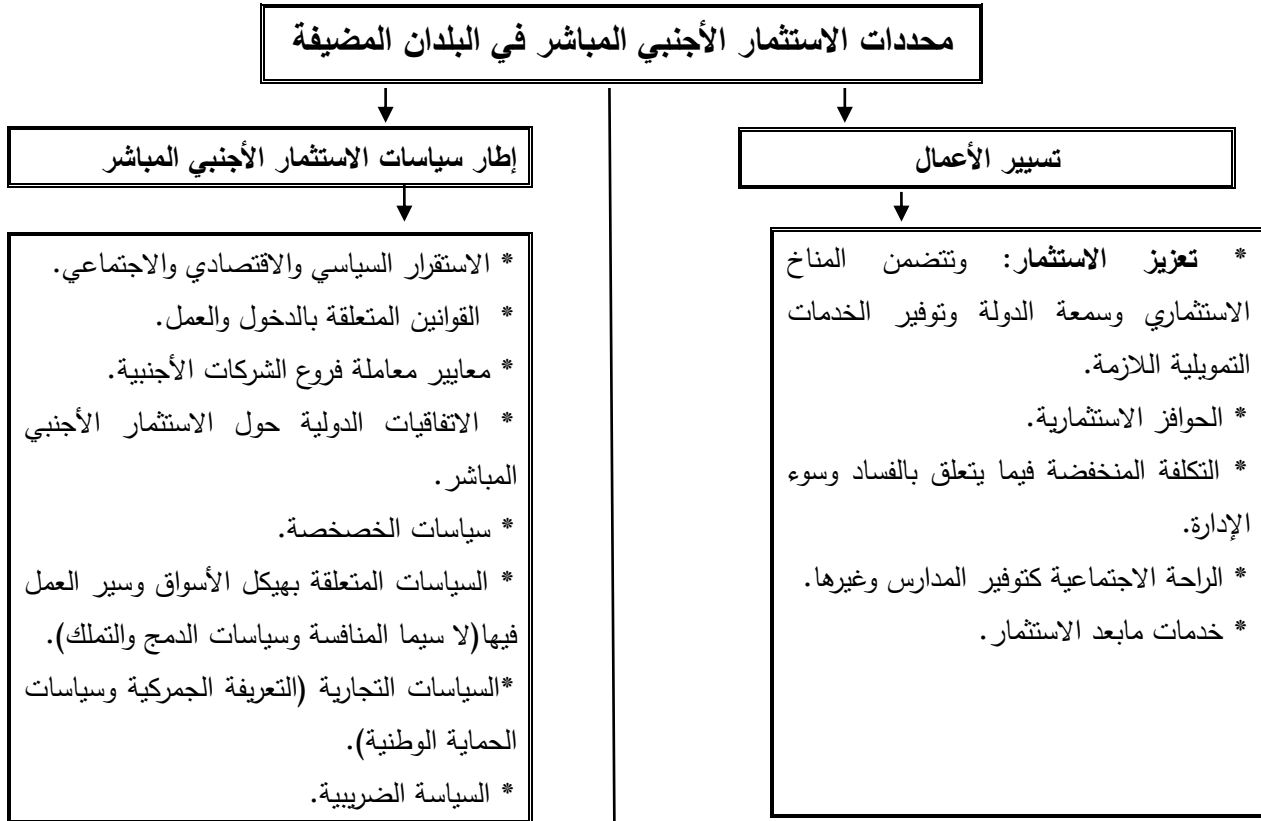 محددات الاستثمار الأجنبي المباشر في البلدان المضيفة
تسيير الأعمال
إطار سياسات الاستثمار الأجنبي المباشر
* تعزيز الاستثمار: وتتضمن المناخ
الاستثماري وسمعة الدولة وتوفير الخدمات
التمويلية اللازمة.
* الحوافز الاستثمارية.
* التكلفة المنخفضة فيما يتعلق بالفساد وسوء
الإدارة.
* الراحة الاجتماعية كتوفير المدارس وغيرها.
* خدمات مابعد الاستثمار.
* الاستقرار السياسي والاقتصادي والاجتماعي.
* القوانين المتعلقة بالدخول والعمل.
* معايير معاملة فروع الشركات الأجنبية.
* الاتفاقيات الدولية حول الاستثمار الأجنبي
المباشر.
* سياسات الخصخصة.
* السياسات المتعلقة بهيكل الأسواق وسير العمل
فيها(لا سيما المنافسة وسياسات الدمج والتملك).
*السياسات التجارية (التعريفة الجمركية وسياسات
الحماية الوطنية).
* السياسة الضريبية.